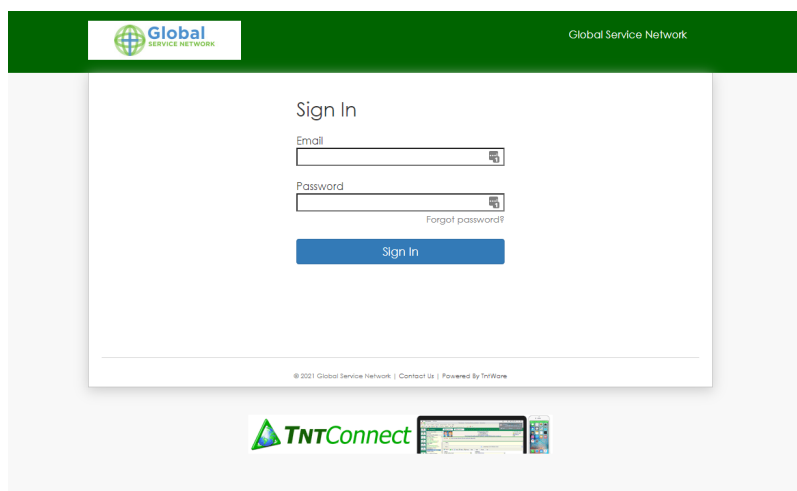 Global
SERVICE NETWORK
Global Service Network
Sign In
Email
Password
Forgot password?
Sign In
© 2021 Global Service Network | Contact Us | Powered By TntWare
TNTConnect